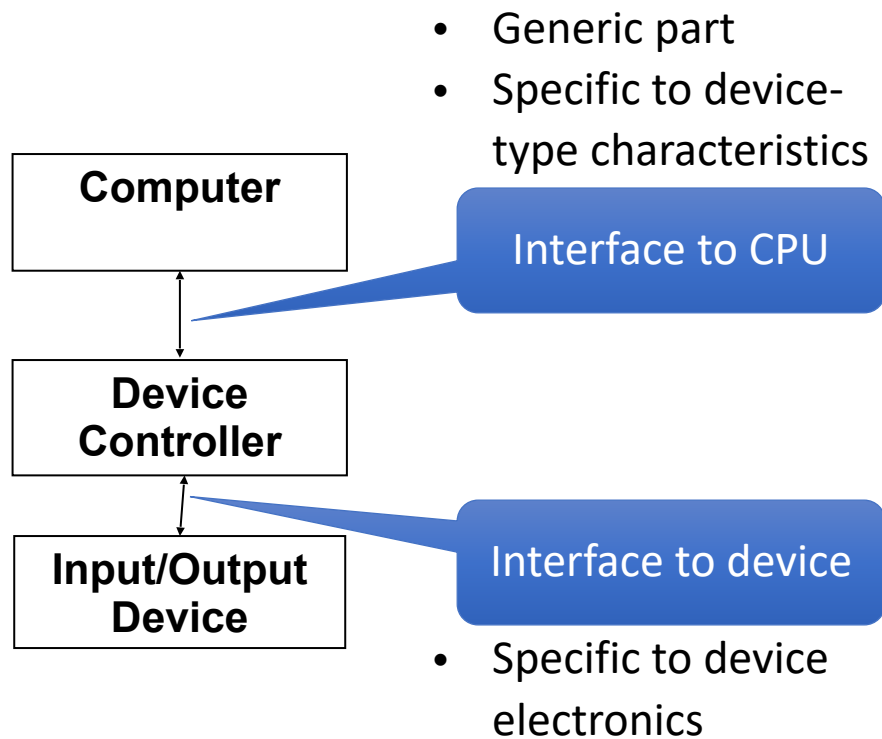 • Generic part
• Specific to device-
type characteristics
Computer
Interface to CPU
Device
Controller
Interface to device
Input/Output
Device
• Specific to device
electronics